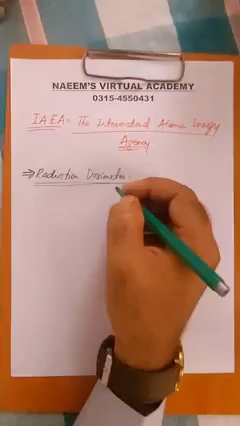 NAEEM'S VIRTUAL ACADEMY
0315-4550431
IAEA = The International Atomic Energy
Agency
⇒ Radiation Dosimeter.